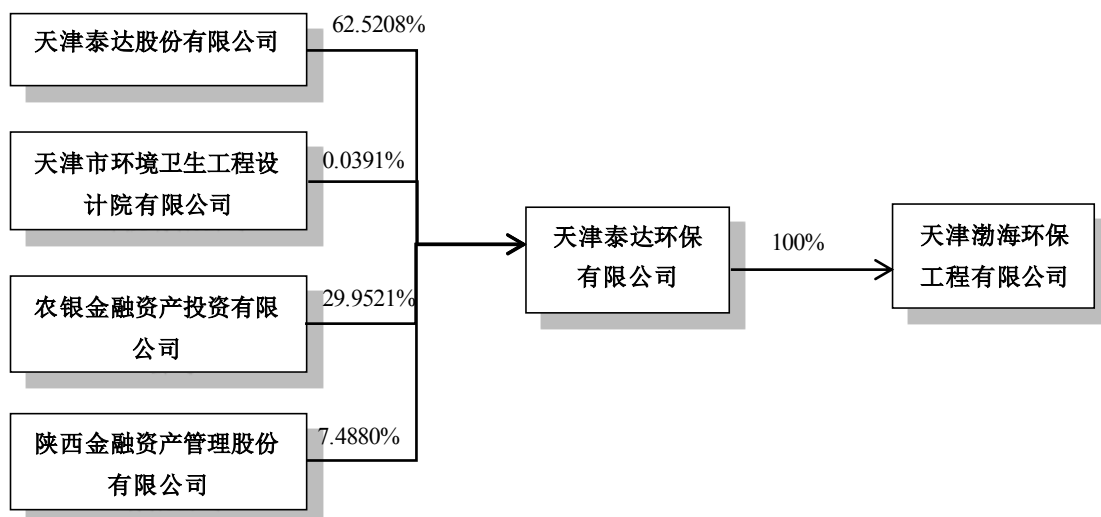 天津泰达股份有限公司
62.5208%
天津市环境卫生工程设
计院有限公司
0.0391%
农银金融资产投资有限
公司
29.9521%
陕西金融资产管理股份
有限公司
7.4880%
天津泰达环保
有限公司
100%
天津渤海环保
工程有限公司